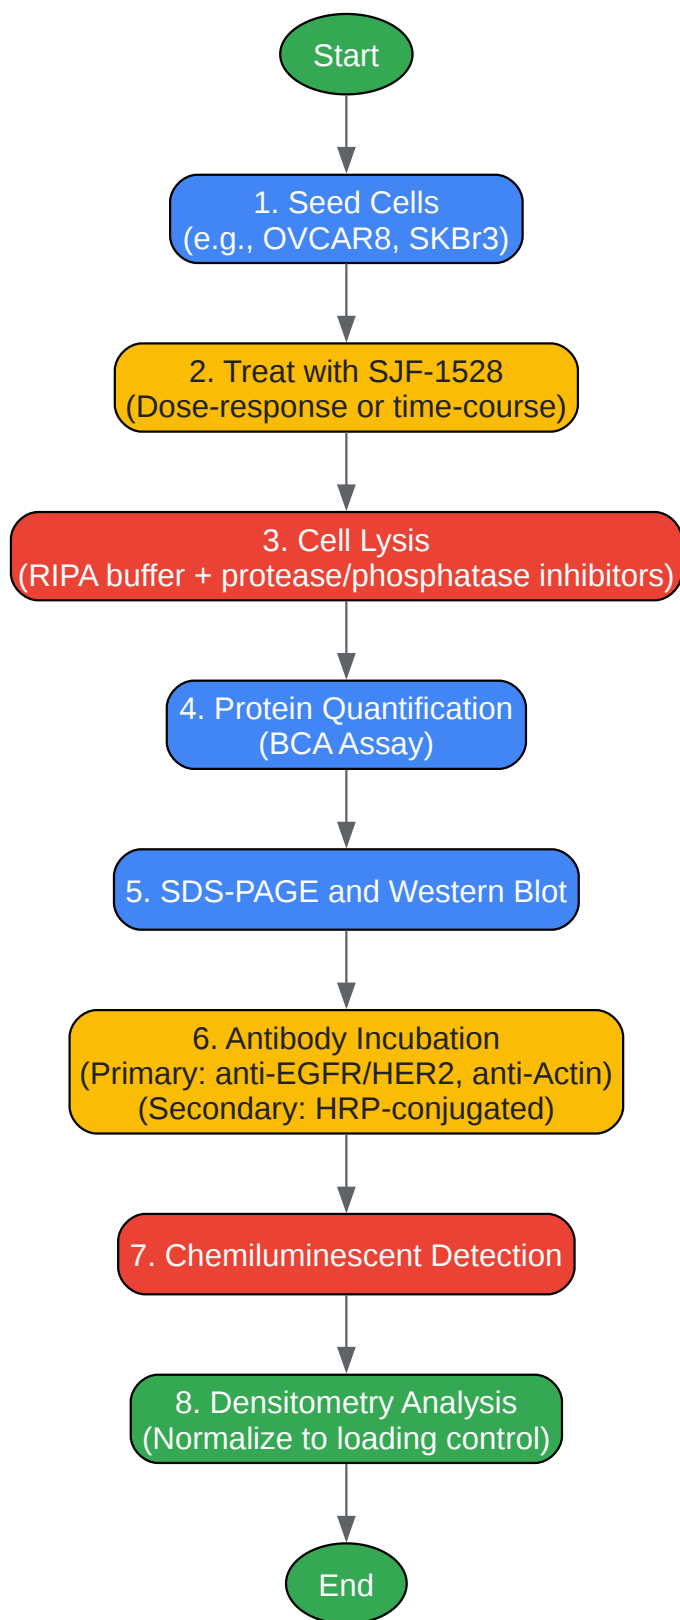 Start
1. Seed Cells
(e.g., OVCAR8, SKBr3)
2. Treat with SJF-1528
(Dose-response or time-course)
3. Cell Lysis
(RIPA buffer + protease/phosphatase inhibitors)
4. Protein Quantification
(BCA Assay)
5. SDS-PAGE and Western Blot
6. Antibody Incubation
(Primary: anti-EGFR/HER2, anti-Actin)
(Secondary: HRP-conjugated)
7. Chemiluminescent Detection
8. Densitometry Analysis
(Normalize to loading control)
End